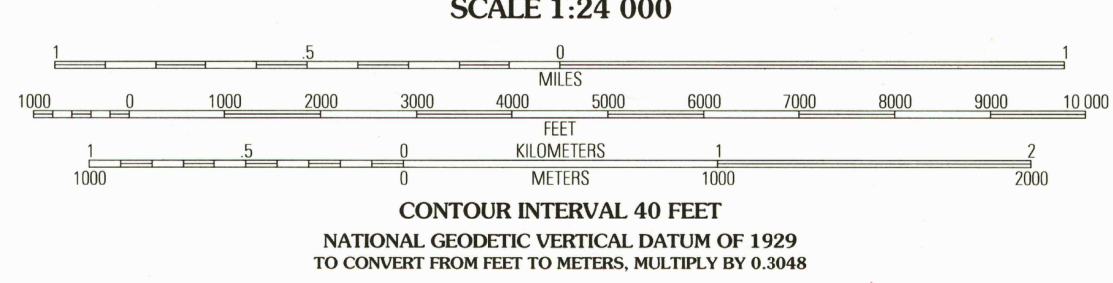 SCALE 1:24 000
1 .5 0 1
MILES
1000 0 1000 2000 3000 4000 5000 6000 7000 8000 9000 10 000
FEET
1 .5 0 KILOMETERS 1 2
1000 0 METERS 1000 2000
CONTOUR INTERVAL 40 FEET
NATIONAL GEODETIC VERTICAL DATUM OF 1929
TO CONVERT FROM FEET TO METERS, MULTIPLY BY 0.3048